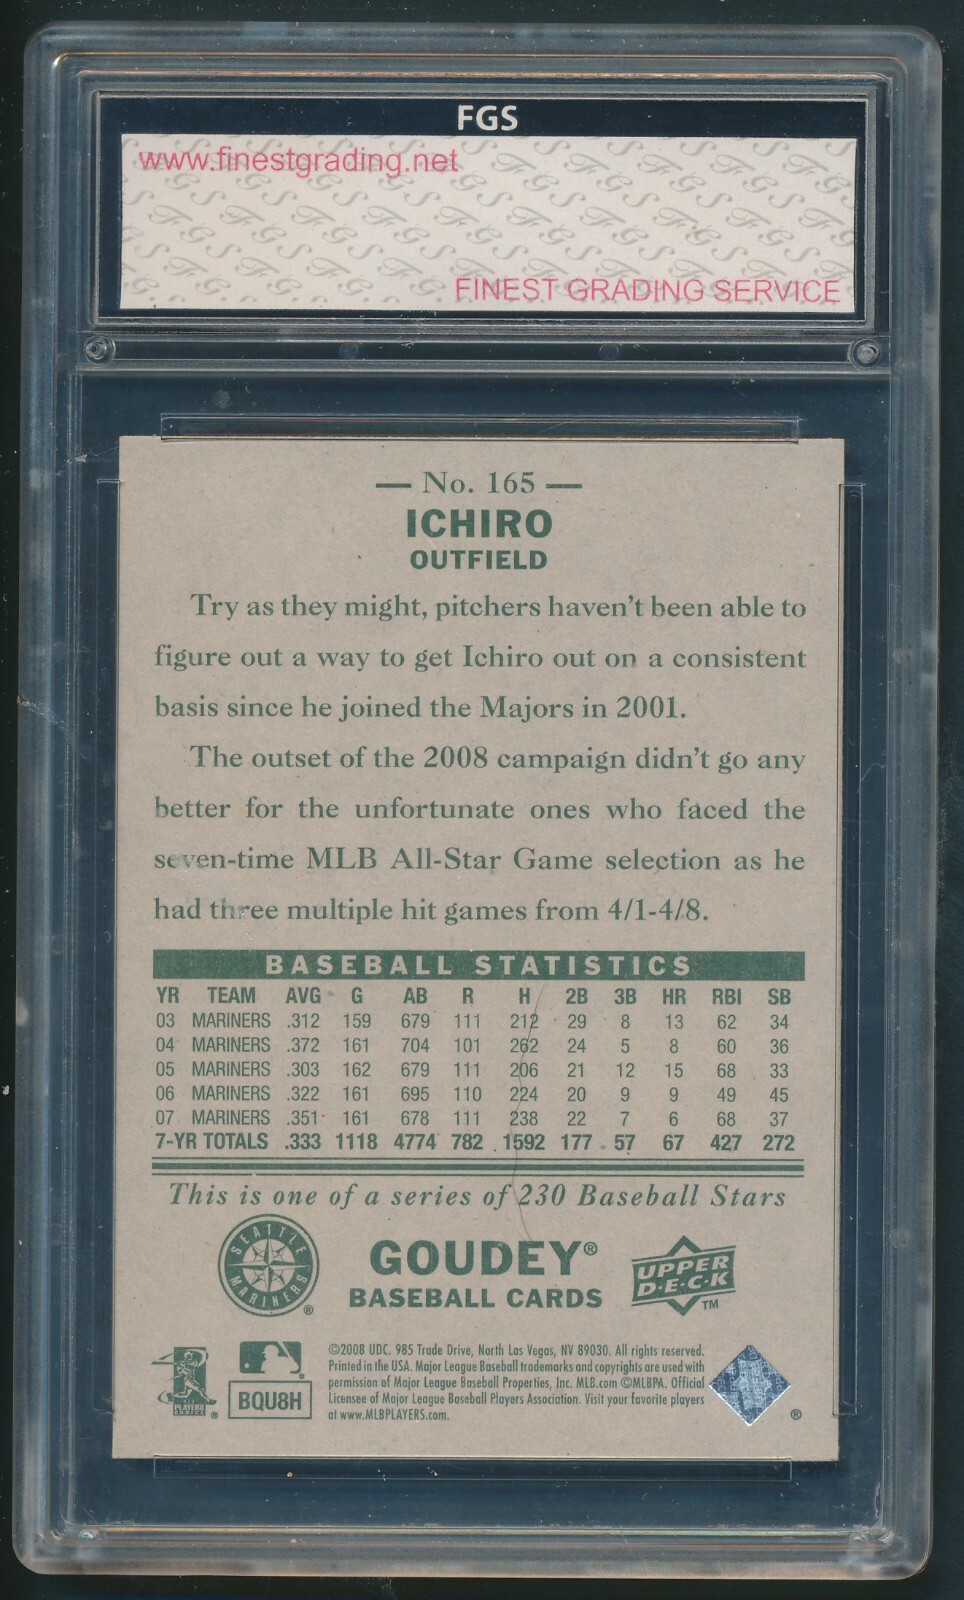 FGS
www.finestgrading.net
FINEST GRADING SERVICE
— No. 165 —
ICHIRO
OUTFIELD
Try as they might, pitchers haven't been able to
figure out a way to get Ichiro out on a consistent
basis since he joined the Majors in 2001.
The outset of the 2008 campaign didn't go any
better for the unfortunate ones who faced the
seven-time MLB All-Star Game selection as he
had three multiple hit games from 4/1-4/8.
BASEBALL STATISTICS
YR TEAM AVG G AB R H 2B 3B HR RBI SB
03 MARINERS .312 159 679 111 212 29 8 13 62 34
04 MARINERS .372 161 704 101 262 24 5 8 60 36
05 MARINERS .303 162 679 111 206 21 12 15 68 33
06 MARINERS .322 161 695 110 224 20 9 9 49 45
07 MARINERS .351 161 678 111 238 22 7 6 68 37
7-YR TOTALS .333 1118 4774 782 1592 177 57 67 427 272
This is one of a series of 230 Baseball Stars
SEATTLE MARINERS ®
GOUDEY®
BASEBALL CARDS
UPPER DECK TM
BQU8H
©2008 UDC. 985 Trade Drive, North Las Vegas, NV 89030. All rights reserved.
Printed in the USA. Major League Baseball trademarks and copyrights are used with
permission of Major League Baseball Properties, Inc. MLB.com ©MLBPA. Official
Licensee of Major League Baseball Players Association. Visit your favorite players
at www.MLBPLAYERS.com.
®